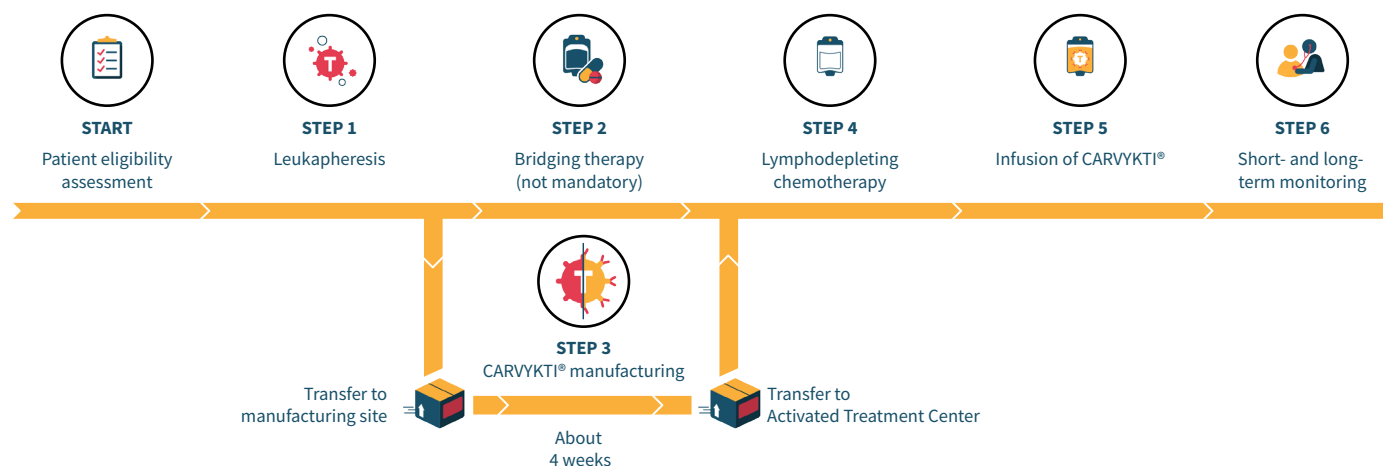 START
Patient eligibility
assessment
STEP 1
Leukapheresis
STEP 2
Bridging therapy
(not mandatory)
STEP 4
Lymphodepleting
chemotherapy
STEP 5
Infusion of CARVYKTI®
STEP 6
Short- and long-
term monitoring
T
T
T
STEP 3
CARVYKTI® manufacturing
Transfer to
manufacturing site
About
4 weeks
Transfer to
Activated Treatment Center